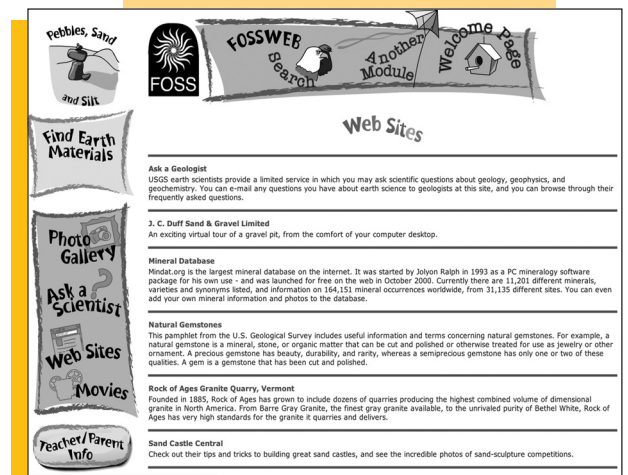 Pebbles, Sand
and Silt
FOSS
FOSSWEB
Search
Another
Module
Welcome
Page
Find Earth
Materials
Photo
Gallery
Ask a
Scientist
Web Sites
Movies
Teacher/Parent
Info
Web Sites
Ask a Geologist
USGS earth scientists provide a limited service in which you may ask scientific questions about geology, geophysics, and
geochemistry. You can e-mail any questions you have about earth science to geologists at this site, and you can browse through their
frequently asked questions.
J. C. Duff Sand & Gravel Limited
An exciting virtual tour of a gravel pit, from the comfort of your computer desktop.
Mineral Database
Mindat.org is the largest mineral database on the internet. It was started by Jolyon Ralph in 1993 as a PC mineralogy software
package for his own use - and was launched for free on the web in October 2000. Currently there are 11,201 different minerals,
varieties and synonyms listed, and information on 164,151 mineral occurrences worldwide, from 31,135 different sites. You can even
add your own mineral information and photos to the database.
Natural Gemstones
This pamphlet from the U.S. Geological Survey includes useful information and terms concerning natural gemstones. For example, a
natural gemstone is a mineral, stone, or organic matter that can be cut and polished or otherwise treated for use as jewelry or other
ornament. A precious gemstone has beauty, durability, and rarity, whereas a semiprecious gemstone has only one or two of these
qualities. A gem is a gemstone that has been cut and polished.
Rock of Ages Granite Quarry, Vermont
Founded in 1885, Rock of Ages has grown to include dozens of quarries producing the highest combined volume of dimensional
granite in North America. From Barre Gray Granite, the finest gray granite available, to the unrivaled purity of Bethel White, Rock of
Ages has very high standards for the granite it quarries and delivers.
Sand Castle Central
Check out their tips and tricks to building great sand castles, and see the incredible photos of sand-sculpture competitions.